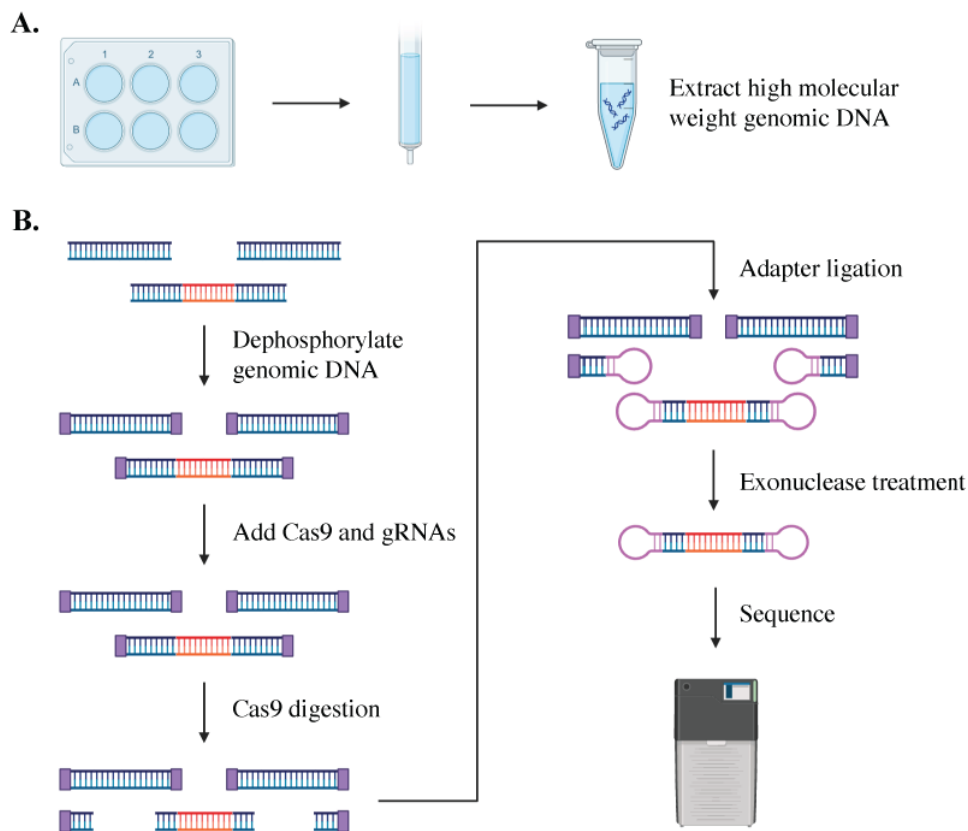 A.
1 2 3
A
B
Extract high molecular
weight genomic DNA
B.
Dephosphorylate
genomic DNA
Add Cas9 and gRNAs
Cas9 digestion
Adapter ligation
Exonuclease treatment
Sequence